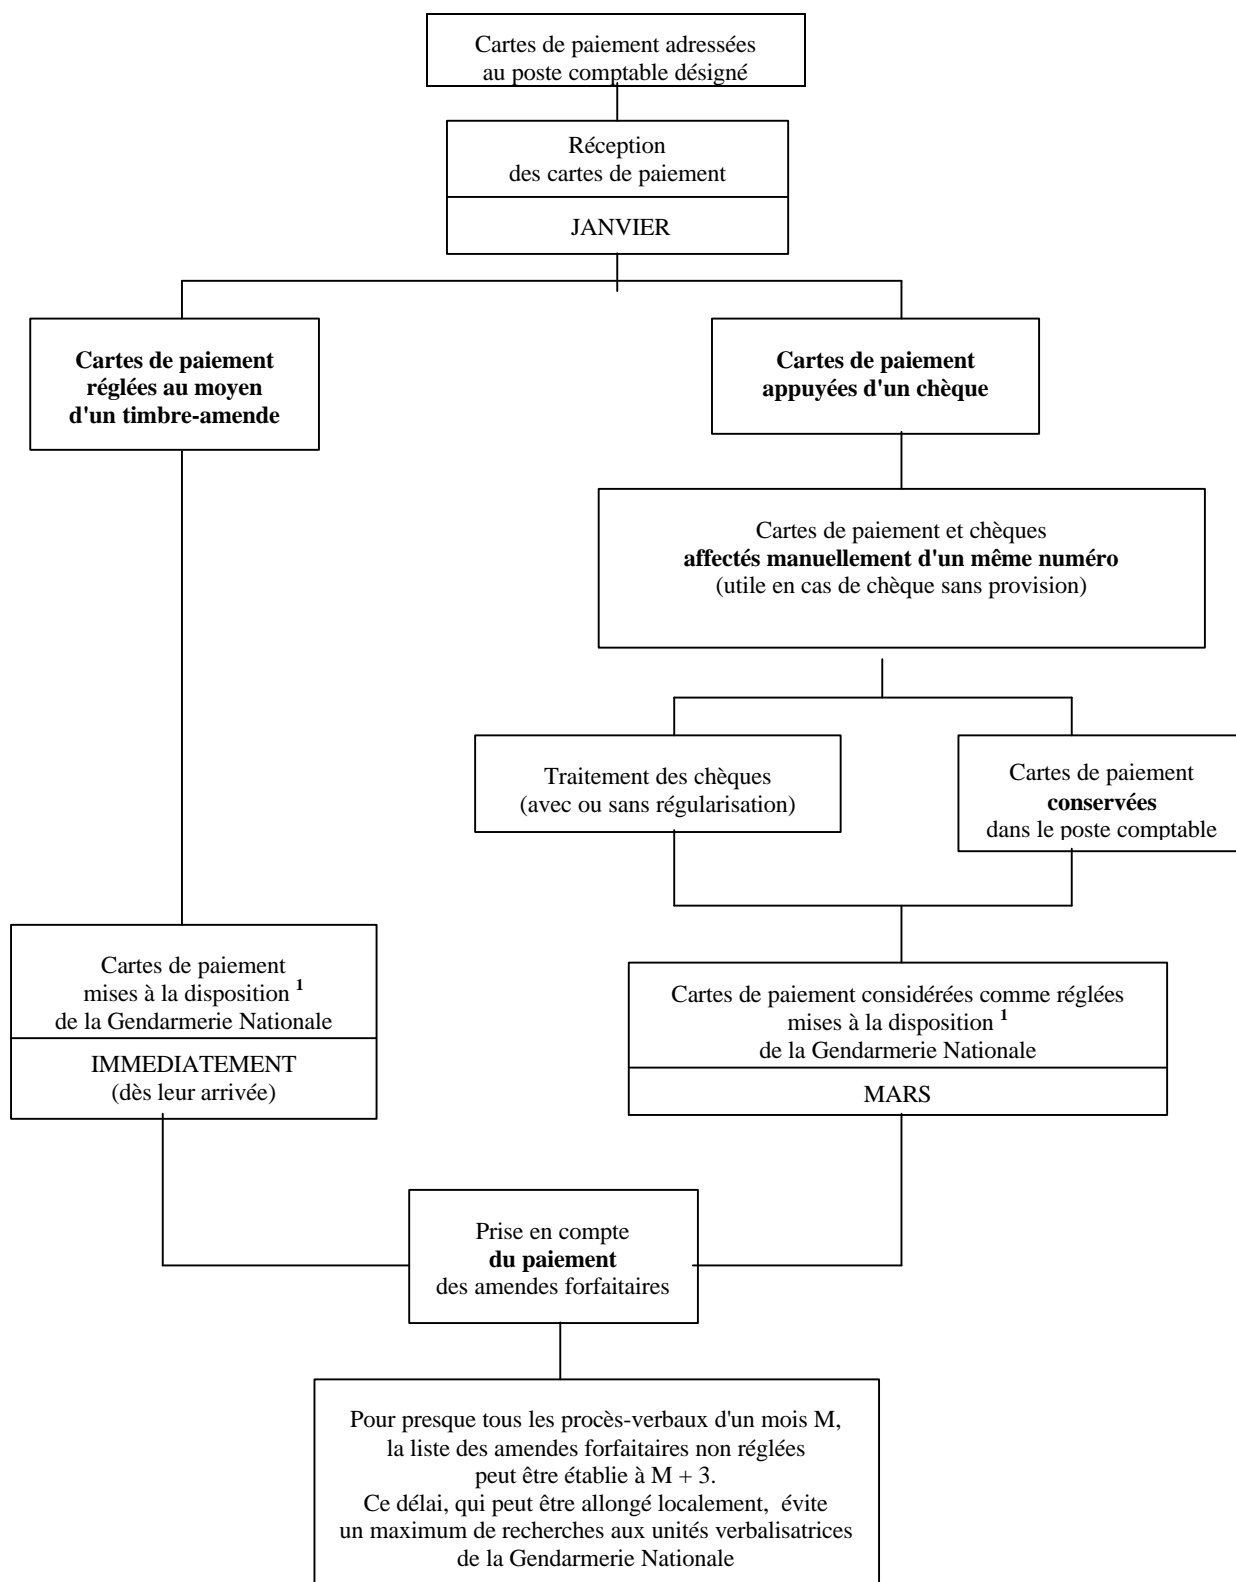 Cartes de paiement adressées
au poste comptable désigné
Réception
des cartes de paiement
JANVIER
Cartes de paiement
réglées au moyen
d'un timbre-amende
Cartes de paiement
appuyées d'un chèque
Cartes de paiement et chèques
affectés manuellement d'un même numéro
(utile en cas de chèque sans provision)
Traitement des chèques
(avec ou sans régularisation)
Cartes de paiement
conservées
dans le poste comptable
Cartes de paiement
mises à la disposition 1
de la Gendarmerie Nationale
IMMEDIATEMENT
(dès leur arrivée)
Cartes de paiement considérées comme réglées
mises à la disposition 1
de la Gendarmerie Nationale
MARS
Prise en compte
du paiement
des amendes forfaitaires
Pour presque tous les procès-verbaux d'un mois M,
la liste des amendes forfaitaires non réglées
peut être établie à M + 3.
Ce délai, qui peut être allongé localement, évite
un maximum de recherches aux unités verbalisatrices
de la Gendarmerie Nationale